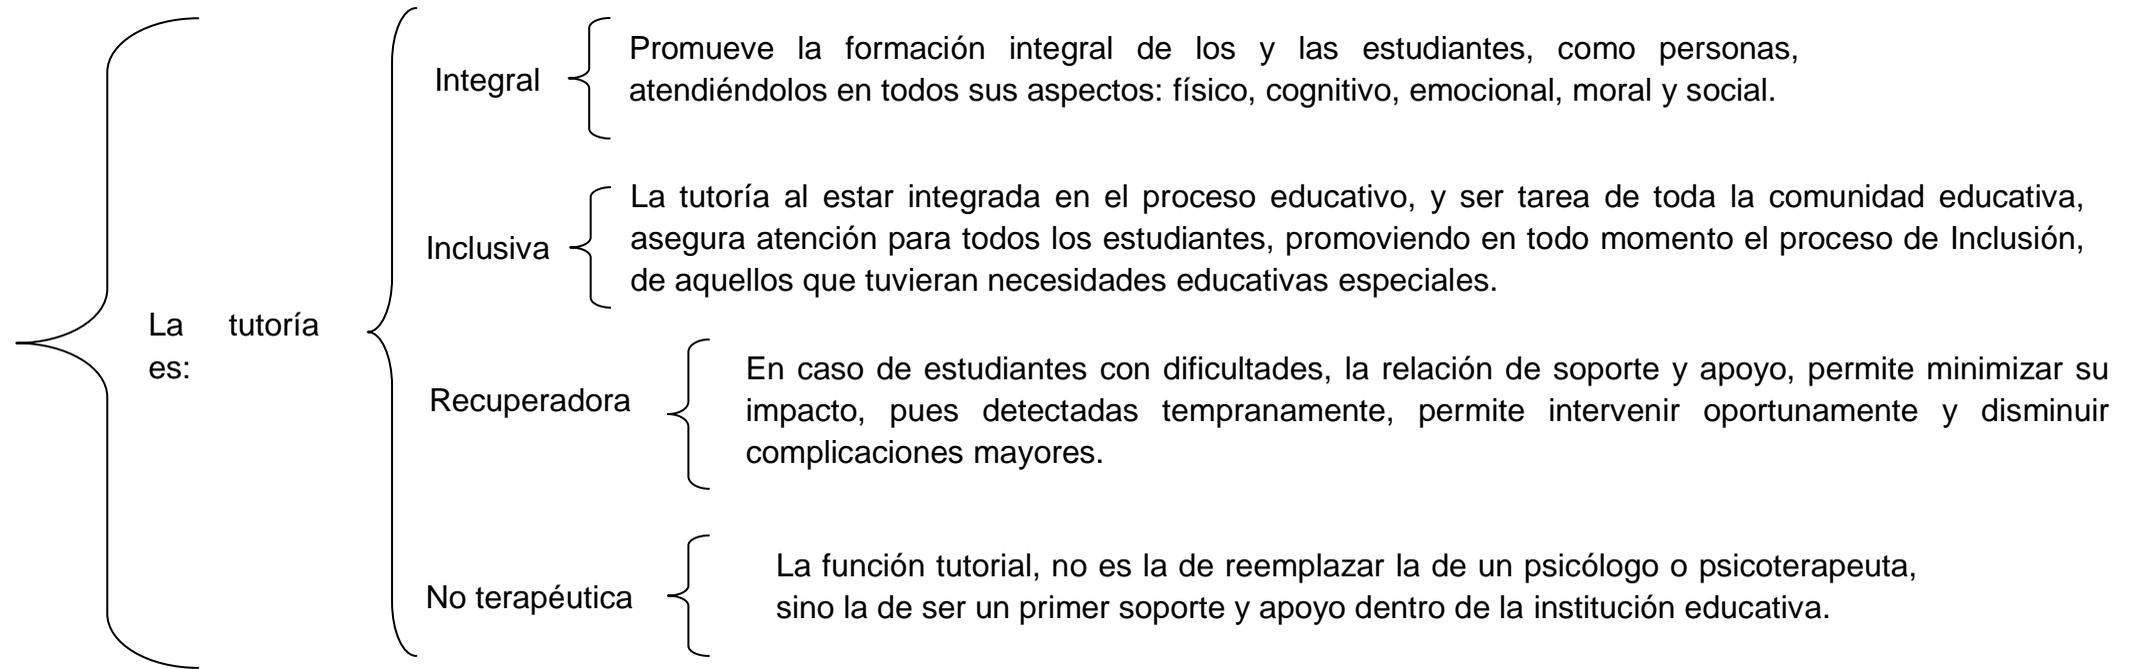 La tutoría
es:
Integral
Promueve la formación integral de los y las estudiantes, como personas,
atendiéndolos en todos sus aspectos: físico, cognitivo, emocional, moral y social.
Inclusiva
La tutoría al estar integrada en el proceso educativo, y ser tarea de toda la comunidad educativa,
asegura atención para todos los estudiantes, promoviendo en todo momento el proceso de Inclusión,
de aquellos que tuvieran necesidades educativas especiales.
Recuperadora
En caso de estudiantes con dificultades, la relación de soporte y apoyo, permite minimizar su
impacto, pues detectadas tempranamente, permite intervenir oportunamente y disminuir
complicaciones mayores.
No terapéutica
La función tutorial, no es la de reemplazar la de un psicólogo o psicoterapeuta,
sino la de ser un primer soporte y apoyo dentro de la institución educativa.